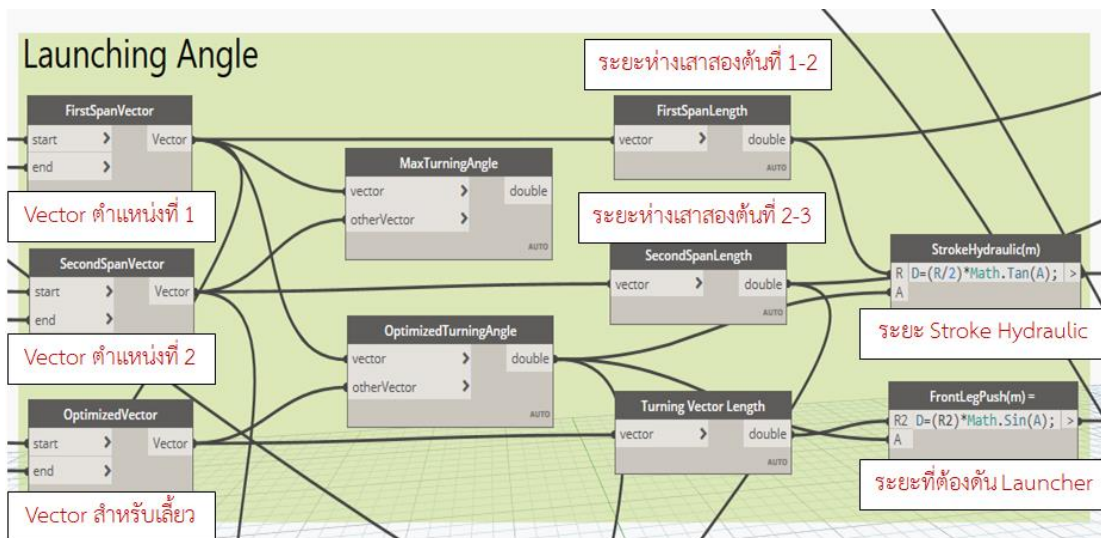 Launching Angle
ระยะห่างเสาสองต้นที่ 1-2
FirstSpanVector
start > Vector
end >
Vector ตำแหน่งที่ 1
FirstSpanLength
vector > double
AUTO
MaxTurningAngle
vector > double
otherVector >
AUTO
ระยะห่างเสาสองต้นที่ 2-3
SecondSpanVector
start > Vector
end >
Vector ตำแหน่งที่ 2
SecondSpanLength
vector > double
AUTO
StrokeHydraulic(m)
R D=(R/2)*Math.Tan(A); >
A
ระยะ Stroke Hydraulic
OptimizedTurningAngle
vector > double
otherVector >
AUTO
OptimizedVector
start > Vector
end >
Vector สำหรับเลี้ยว
Turning Vector Length
vector > double
AUTO
FrontLegPush(m) =
R2 D=(R2)*Math.Sin(A); >
A
ระยะที่ต้องดัน Launcher